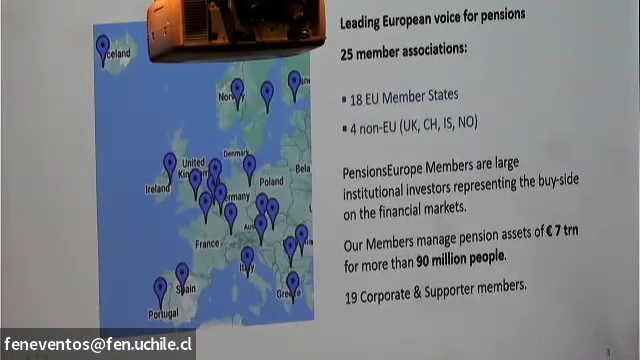 Leading European voice for pensions
25 member associations:
▪ 18 EU Member States
▪ 4 non-EU (UK, CH, IS, NO)
PensionsEurope Members are large
institutional investors representing the buy-side
on the financial markets.
Our Members manage pension assets of € 7 trn
for more than 90 million people.
19 Corporate & Supporter members.
3
Iceland
Denmark
United
Ireland
Poland
Germany
France
Italy
Spain
Portugal
Greece
feneventos@fen.uchile.cl